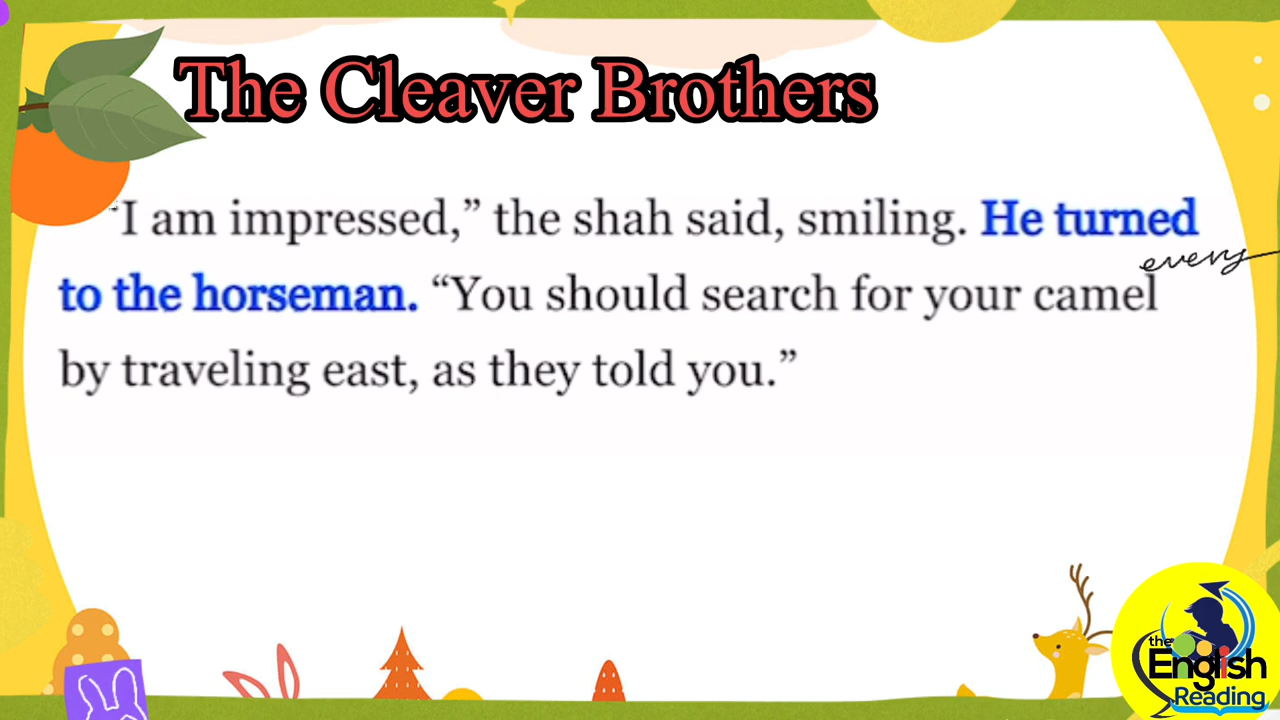 The Cleaver Brothers
“I am impressed,” the shah said, smiling. He turned
every
to the horseman. “You should search for your camel
by traveling east, as they told you.”
the
English
Reading